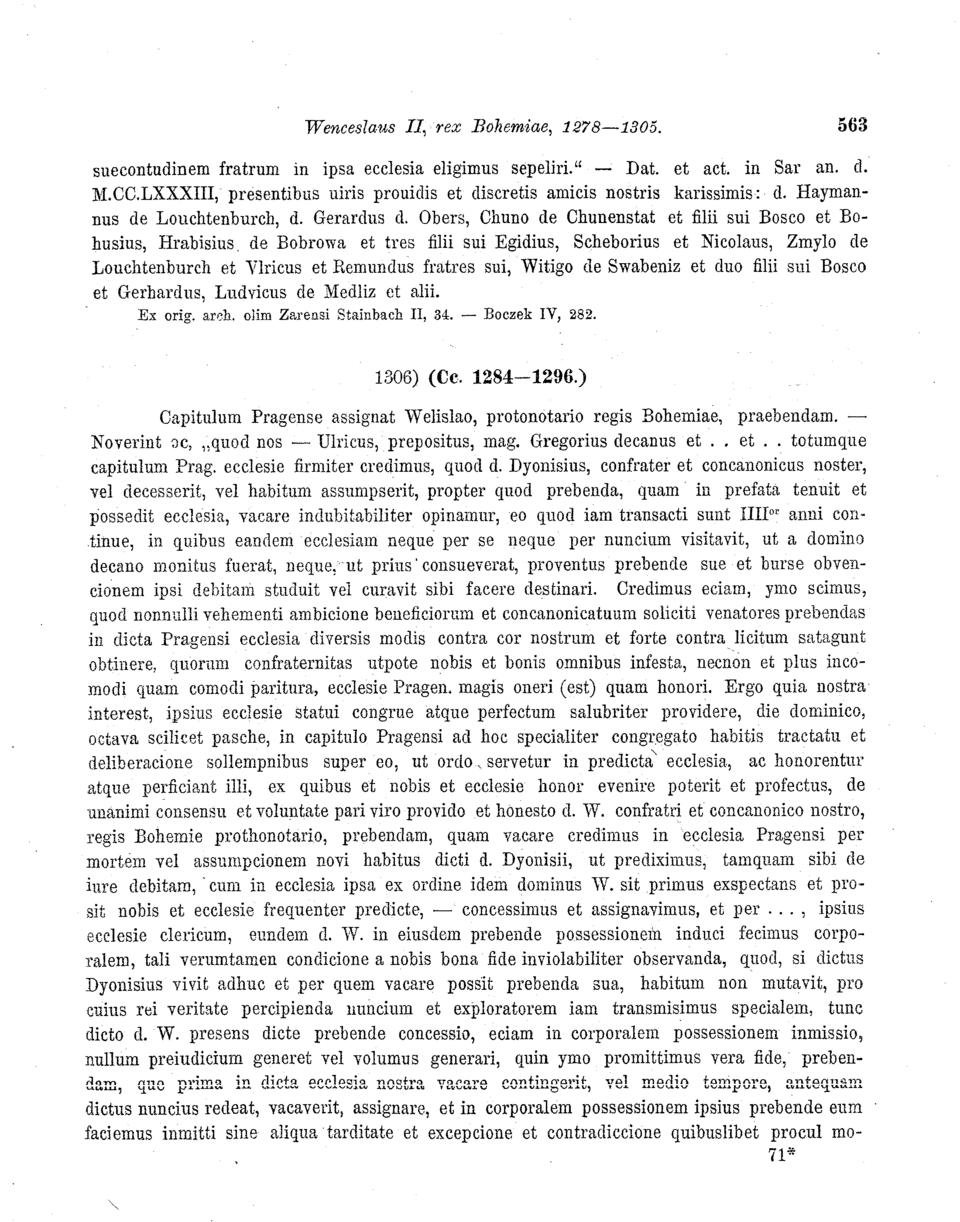 Wenceslaus II, rex Bohemiae, 1278—1305. 563
suecontudinem fratrum in ipsa ecclesia eligimus sepeliri.“ — Dat. et act. in Sar an. d.
M.CC.LXXXIII, presentibus uiris prouidis et discretis amicis nostris karissimis: d. Hayman-
nus de Louchtenburch, d. Gerardus d. Obers, Chuno de Chunenstat et filii sui Bosco et Bo-
husius, Hrabisius de Bobrowa et tres filii sui Egidius, Scheborius et Nicolaus, Zmylo de
Louchtenburch et Vlricus et Remundus fratres sui, Witigo de Swabeniz et duo filii sui Bosco
et Gerhardus, Ludvicus de Medliz et alii.
Ex orig. arch. olim Zarensi Stainbach II, 34. — Boczek IV, 282.
1306) (Cc. 1284—1296.)
Capitulum Pragense assignat Welislao, protonotario regis Bohemiae, praebendam. —
Noverint ꝛc, „quod nos — Ulricus, prepositus, mag. Gregorius decanus et . . et . . totumque
capitulum Prag. ecclesie firmiter credimus, quod d. Dyonisius, confrater et concanonicus noster,
vel decesserit, vel habitum assumpserit, propter quod prebenda, quam in prefata tenuit et
possedit ecclesia, vacare indubitabiliter opinamur, eo quod iam transacti sunt IIIIor anni con-
tinue, in quibus eandem ecclesiam neque per se neque per nuncium visitavit, ut a domino
decano monitus fuerat, neque, ut prius consueverat, proventus prebende sue et burse obven-
cionem ipsi debitam studuit vel curavit sibi facere destinari. Credimus eciam, ymo scimus,
quod nonnulli vehementi ambicione beneficiorum et concanonicatuum soliciti venatores prebendas
in dicta Pragensi ecclesia diversis modis contra cor nostrum et forte contra licitum satagunt
obtinere, quorum confraternitas utpote nobis et bonis omnibus infesta, necnon et plus inco-
modi quam comodi paritura, ecclesie Pragen. magis oneri (est) quam honori. Ergo quia nostra
interest, ipsius ecclesie statui congrue atque perfectum salubriter providere, die dominico,
octava scilicet pasche, in capitulo Pragensi ad hoc specialiter congregato habitis tractatu et
deliberacione sollempnibus super eo, ut ordo servetur in predicta ecclesia, ac honorentur
atque perficiant illi, ex quibus et nobis et ecclesie honor evenire poterit et profectus, de
unanimi consensu et voluntate pari viro provido et honesto d. W. confratri et concanonico nostro,
regis Bohemie prothonotario, prebendam, quam vacare credimus in ecclesia Pragensi per
mortem vel assumpcionem novi habitus dicti d. Dyonisii, ut prediximus, tamquam sibi de
iure debitam, cum in ecclesia ipsa ex ordine idem dominus W. sit primus exspectans et pro-
sit nobis et ecclesie frequenter predicte, — concessimus et assignavimus, et per . . . , ipsius
ecclesie clericum, eundem d. W. in eiusdem prebende possessionem induci fecimus corpo-
ralem, tali verumtamen condicione a nobis bona fide inviolabiliter observanda, quod, si dictus
Dyonisius vivit adhuc et per quem vacare possit prebenda sua, habitum non mutavit, pro
cuius rei veritate percipienda nuncium et exploratorem iam transmisimus specialem, tunc
dicto d. W. presens dicte prebende concessio, eciam in corporalem possessionem inmissio,
nullum preiudicium generet vel volumus generari, quin ymo promittimus vera fide, preben-
dam, que prima in dicta ecclesia nostra vacare contingerit, vel medio tempore, antequam
dictus nuncius redeat, vacaverit, assignare, et in corporalem possessionem ipsius prebende eum
faciemus inmitti sine aliqua tarditate et excepcione et contradiccione quibuslibet procul mo-
71*